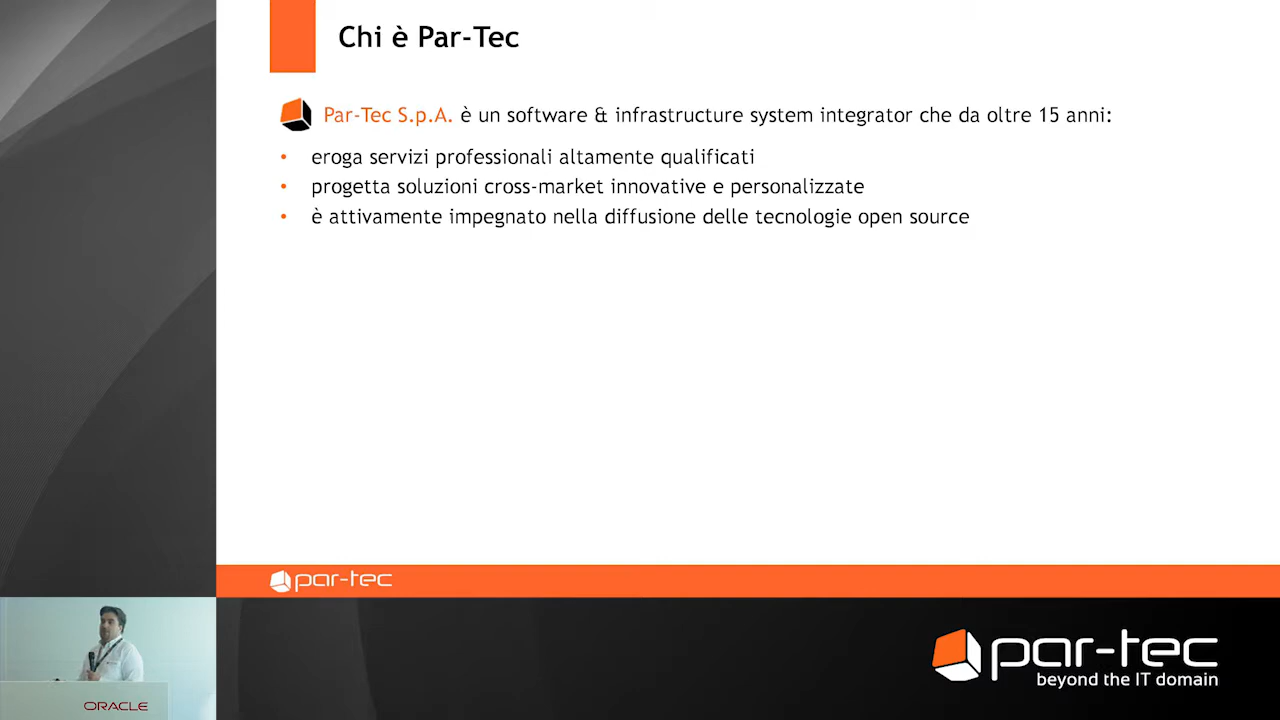 Chi è Par-Tec
Par-Tec S.p.A. è un software & infrastructure system integrator che da oltre 15 anni:
• eroga servizi professionali altamente qualificati
• progetta soluzioni cross-market innovative e personalizzate
• è attivamente impegnato nella diffusione delle tecnologie open source
par-tec
ORACLE
par-tec
beyond the IT domain